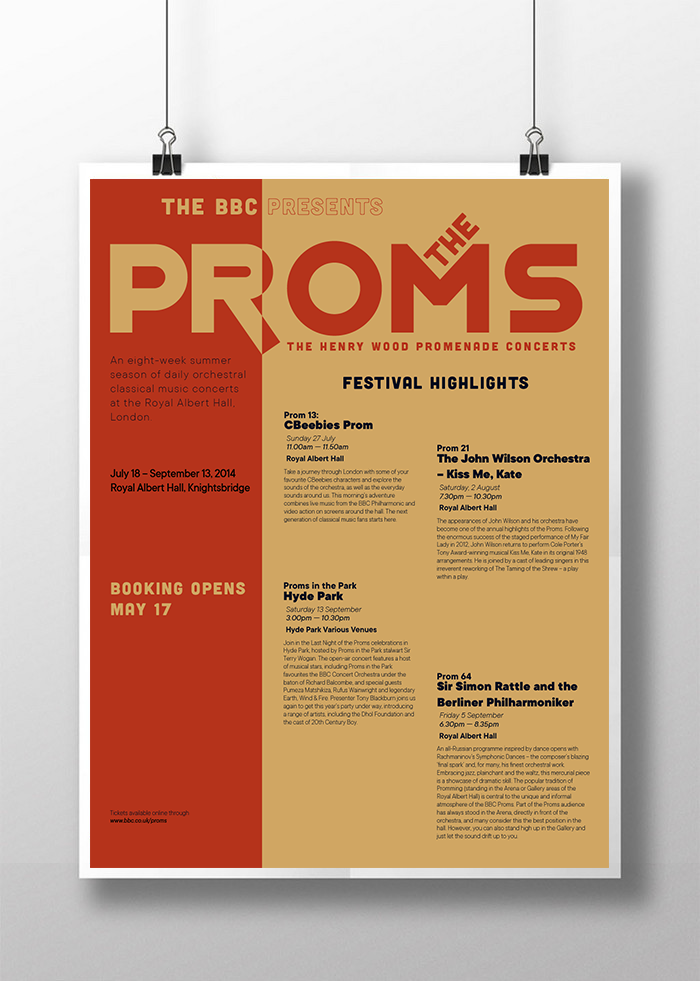 THE BBC PRESENTS
THE
PROMS
THE HENRY WOOD PROMENADE CONCERTS
An eight-week summer
season of daily orchestral
classical music concerts
at the Royal Albert Hall,
London.
July 18 – September 13, 2014
Royal Albert Hall, Knightsbridge
BOOKING OPENS
MAY 17
Tickets available online through
www.bbc.co.uk/proms
FESTIVAL HIGHLIGHTS
Prom 13:
CBeebies Prom
Sunday 27 July
11.00am — 11.50am
Royal Albert Hall
Take a journey through London with some of your
favourite CBeebies characters and explore the
sounds of the orchestra, as well as the everyday
sounds around us. This morning's adventure
combines live music from the BBC Philharmonic and
video action on screens around the hall. The next
generation of classical music fans starts here.
Proms in the Park
Hyde Park
Saturday 13 September
3:00pm — 10.30pm
Hyde Park Various Venues
Join in the Last Night of the Proms celebrations in
Hyde Park, hosted by Proms in the Park stalwart Sir
Terry Wogan. The open-air concert features a host
of musical stars, including Proms in the Park
favourites the BBC Concert Orchestra under the
baton of Richard Balcombe, and special guests
Pumeza Matshikiza, Rufus Wainwright and legendary
Earth, Wind & Fire. Presenter Tony Blackburn joins us
again to get this year's party under way, introducing
a range of artists, including the Dhol Foundation and
the cast of 20th Century Boy.
Prom 21
The John Wilson Orchestra
– Kiss Me, Kate
Saturday, 2 August
7.30pm — 10.30pm
Royal Albert Hall
The appearances of John Wilson and his orchestra have
become one of the annual highlights of the Proms. Following
the enormous success of the staged performance of My Fair
Lady in 2012, John Wilson returns to perform Cole Porter's
Tony Award-winning musical Kiss Me, Kate in its original 1948
arrangements. He is joined by a cast of leading singers in this
irreverent reworking of The Taming of the Shrew – a play
within a play.
Prom 64
Sir Simon Rattle and the
Berliner Philharmoniker
Friday 5 September
6.30pm — 8.35pm
Royal Albert Hall
An all-Russian programme inspired by dance opens with
Rachmaninov's Symphonic Dances – the composer's blazing
'final spark' and, for many, his finest orchestral work.
Embracing jazz, plainchant and the waltz, this mercurial piece
is a showcase of dramatic skill. The popular tradition of
Promming (standing in the Arena or Gallery areas of the
Royal Albert Hall) is central to the unique and informal
atmosphere of the BBC Proms. Part of the Proms audience
has always stood in the Arena, directly in front of the
orchestra, and many consider this the best position in the
hall. However, you can also stand high up in the Gallery and
just let the sound drift up to you.